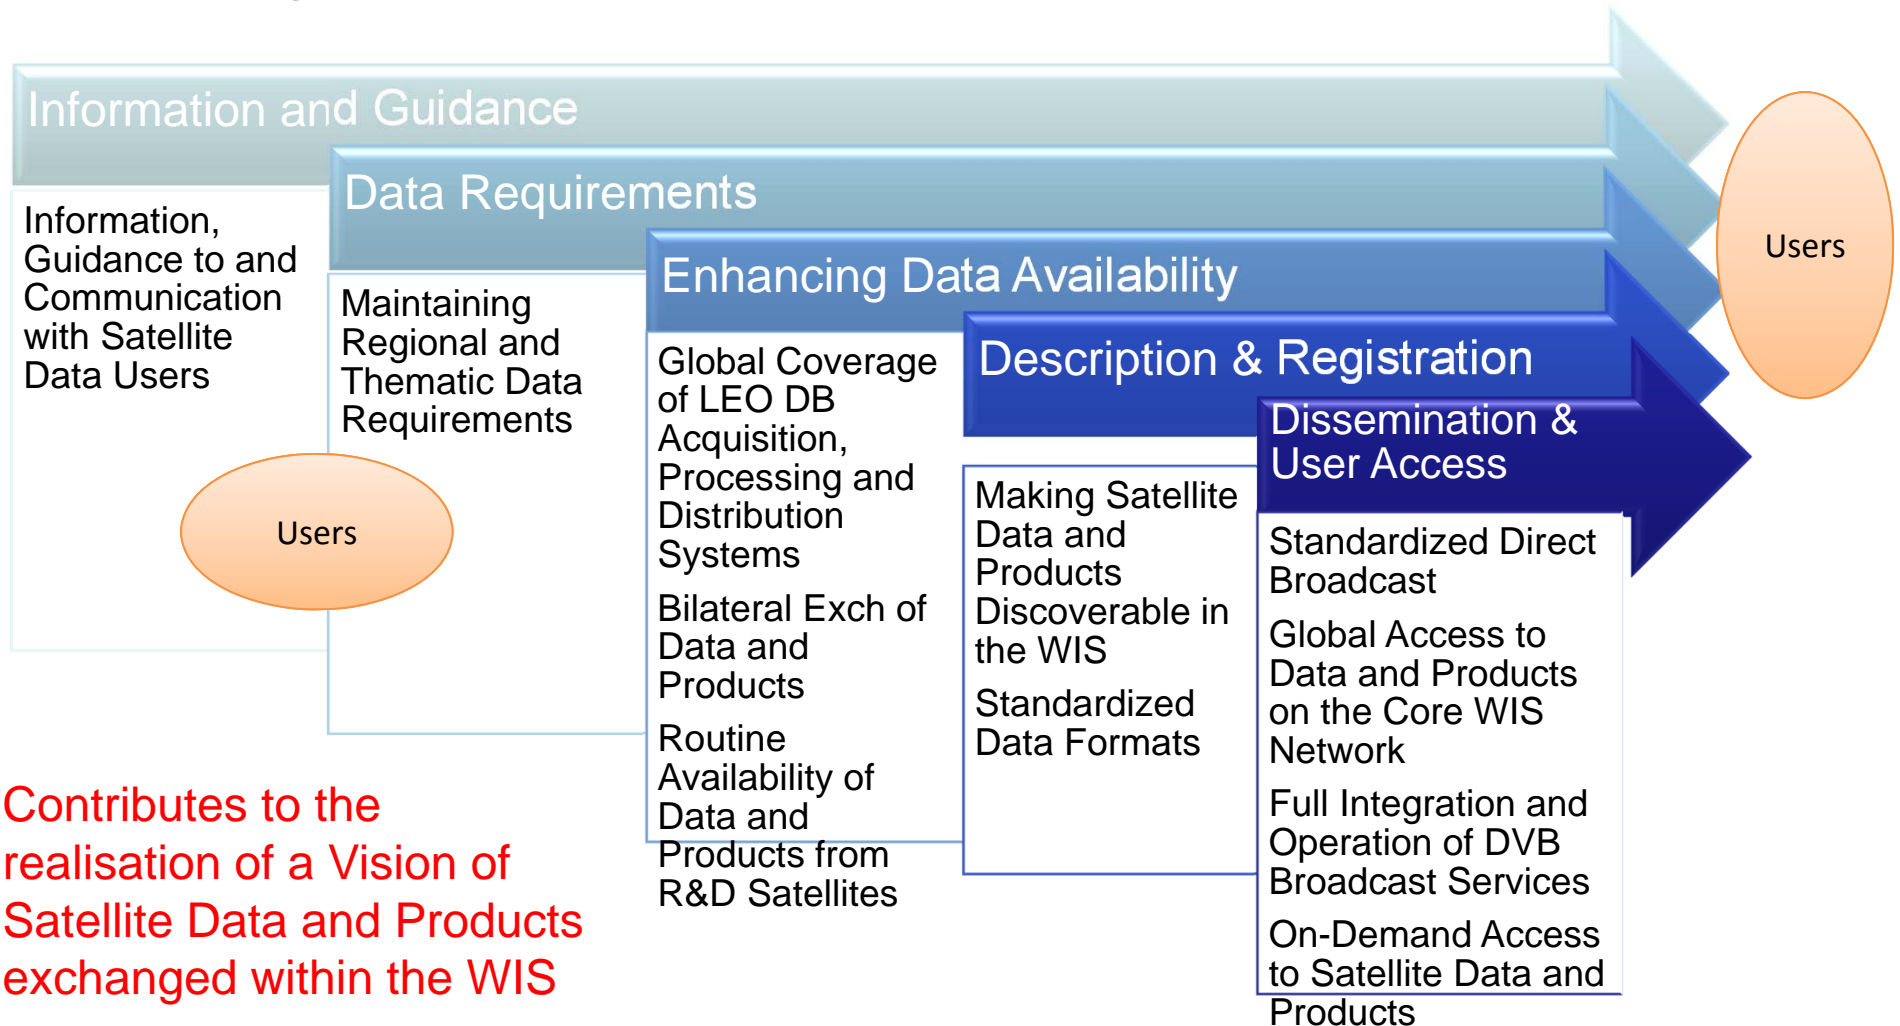 Information and Guidance
Information,
Guidance to and
Communication
with Satellite
Data Users
Data Requirements
Maintaining
Regional and
Thematic Data
Requirements
Users
Enhancing Data Availability
Global Coverage
of LEO DB
Acquisition,
Processing and
Distribution
Systems
Bilateral Exch of
Data and
Products
Routine
Availability of
Data and
Products from
R&D Satellites
Description & Registration
Making Satellite
Data and
Products
Discoverable in
the WIS
Standardized
Data Formats
Dissemination &
User Access
Standardized Direct
Broadcast
Global Access to
Data and Products
on the Core WIS
Network
Full Integration and
Operation of DVB
Broadcast Services
On-Demand Access
to Satellite Data and
Products
Users
Contributes to the
realisation of a Vision of
Satellite Data and Products
exchanged within the WIS